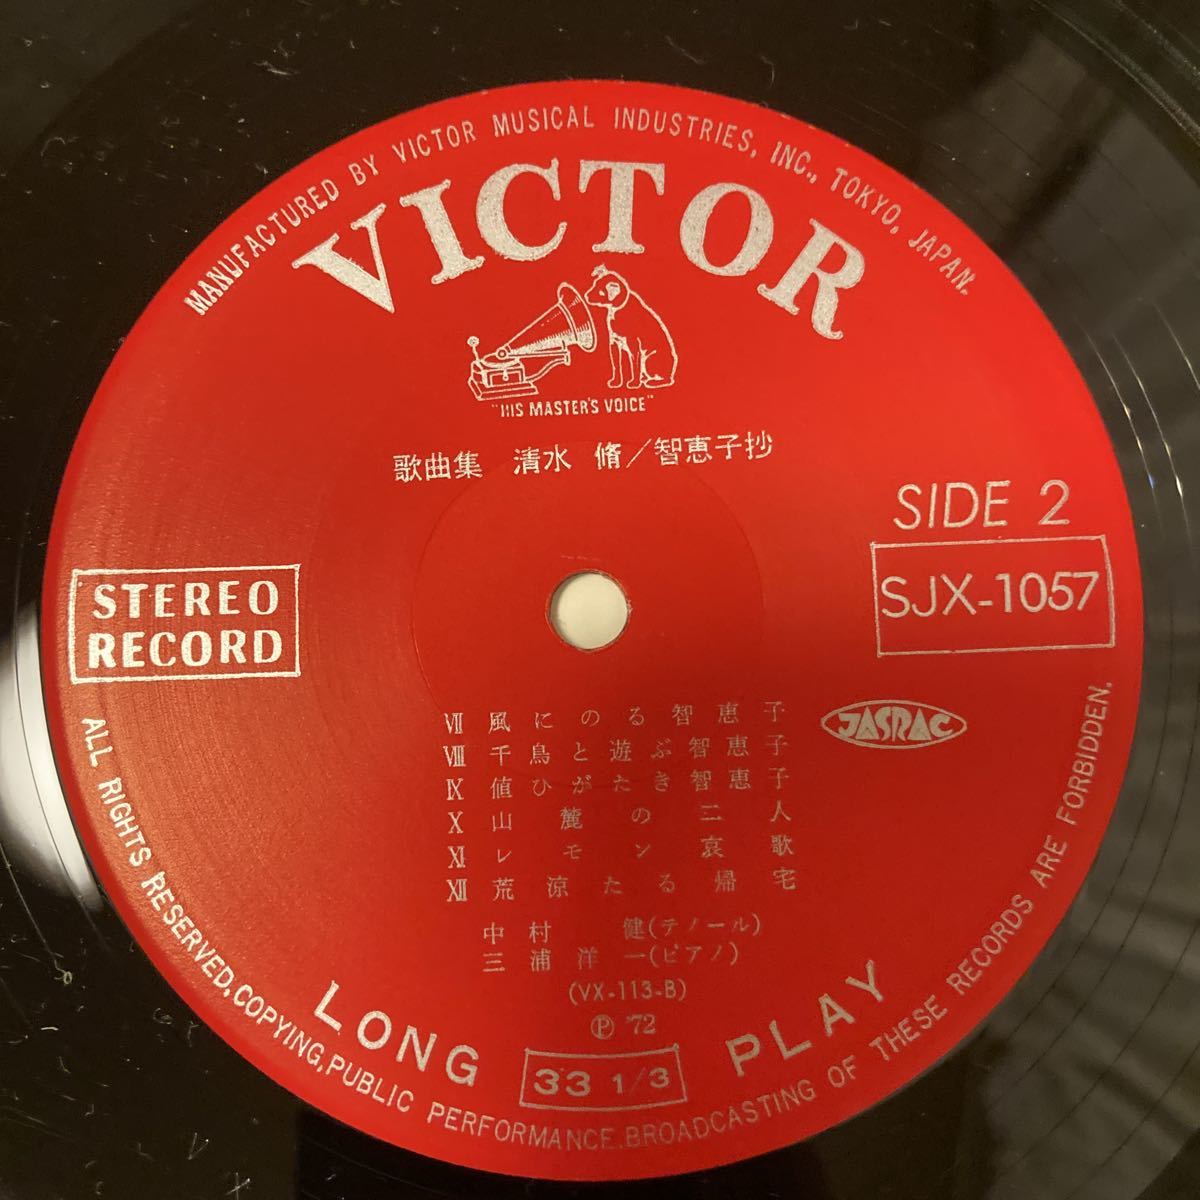 MANUFACTURED BY VICTOR MUSICAL INDUSTRIES, INC., TOKYO, JAPAN.
VICTOR
"HIS MASTER'S VOICE"
歌曲集 清水 脩／智恵子抄
SIDE 2
SJX-1057
STEREO
RECORD
Ⅶ 風にのる智恵子
JASRAC
Ⅷ 千鳥と遊ぶ智恵子
Ⅸ 値ひがたき智恵子
Ⅹ 山麓の二人
Ⅺ レモン哀歌
Ⅻ 荒涼たる帰宅
中村 健(テノール)
三浦洋一(ピアノ)
(VX-113-B)
Ⓟ '72
LONG PLAY
33 1/3
ALL RIGHTS RESERVED, COPYING, PUBLIC PERFORMANCE, BROADCASTING OF THESE RECORDS ARE FORBIDDEN.